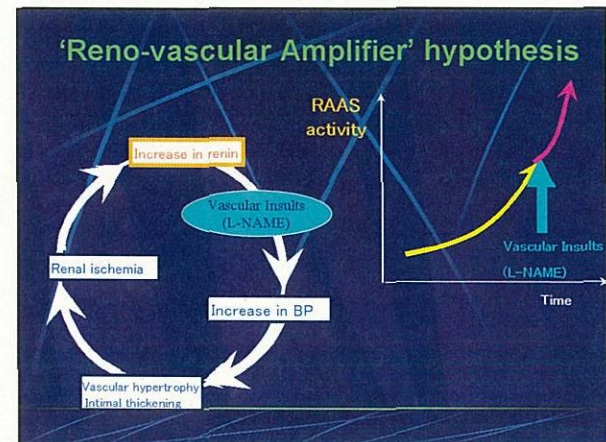 'Reno-vascular Amplifier' hypothesis
Increase in renin
Vascular Insults
(L-NAME)
Increase in BP
Vascular hypertrophy
Intimal thickening
Renal ischemia
RAAS
activity
Vascular Insults
(L-NAME)
Time